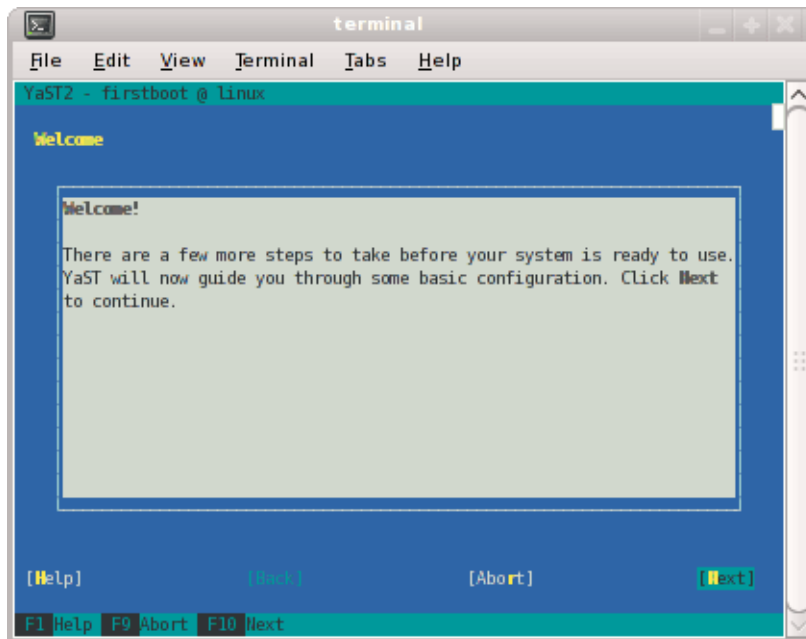 terminal
File Edit View Terminal Tabs Help
YaST2 - firstboot @ linux
Welcome
Welcome!
There are a few more steps to take before your system is ready to use.
YaST will now guide you through some basic configuration. Click Next
to continue.
[Help] [Back] [Abort] [Next]
F1 Help F9 Abort F10 Next